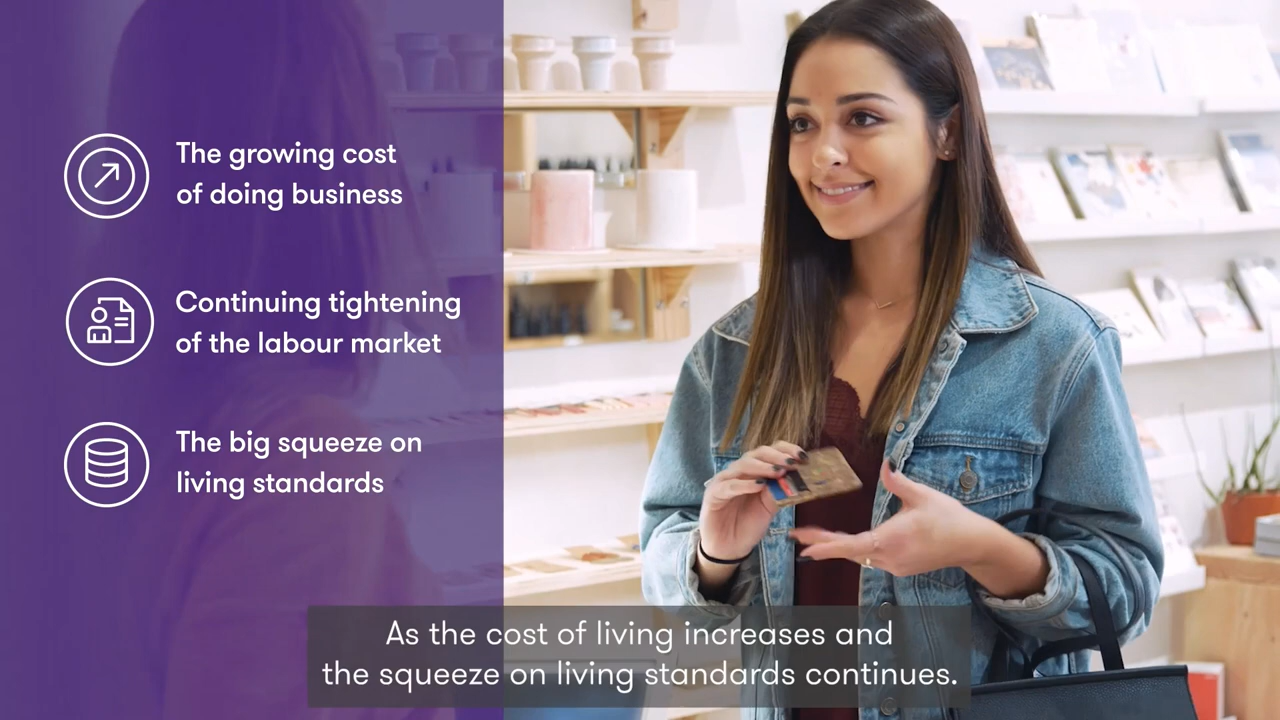 The growing cost
of doing business
Continuing tightening
of the labour market
The big squeeze on
living standards
As the cost of living increases and
the squeeze on living standards continues.